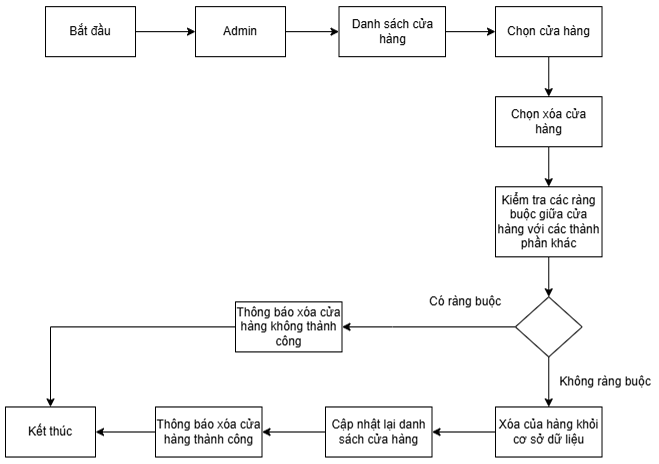 Bắt đầu
Admin
Danh sách cửa
hàng
Chọn cửa hàng
Chọn xóa cửa
hàng
Kiểm tra các ràng
buộc giữa cửa
hàng với các thành
phần khác
Có ràng buộc
Thông báo xóa cửa
hàng không thành
công
Không ràng buộc
Kết thúc
Thông báo xóa cửa
hàng thành công
Cập nhật lại danh
sách cửa hàng
Xóa của hàng khỏi
cơ sở dữ liệu